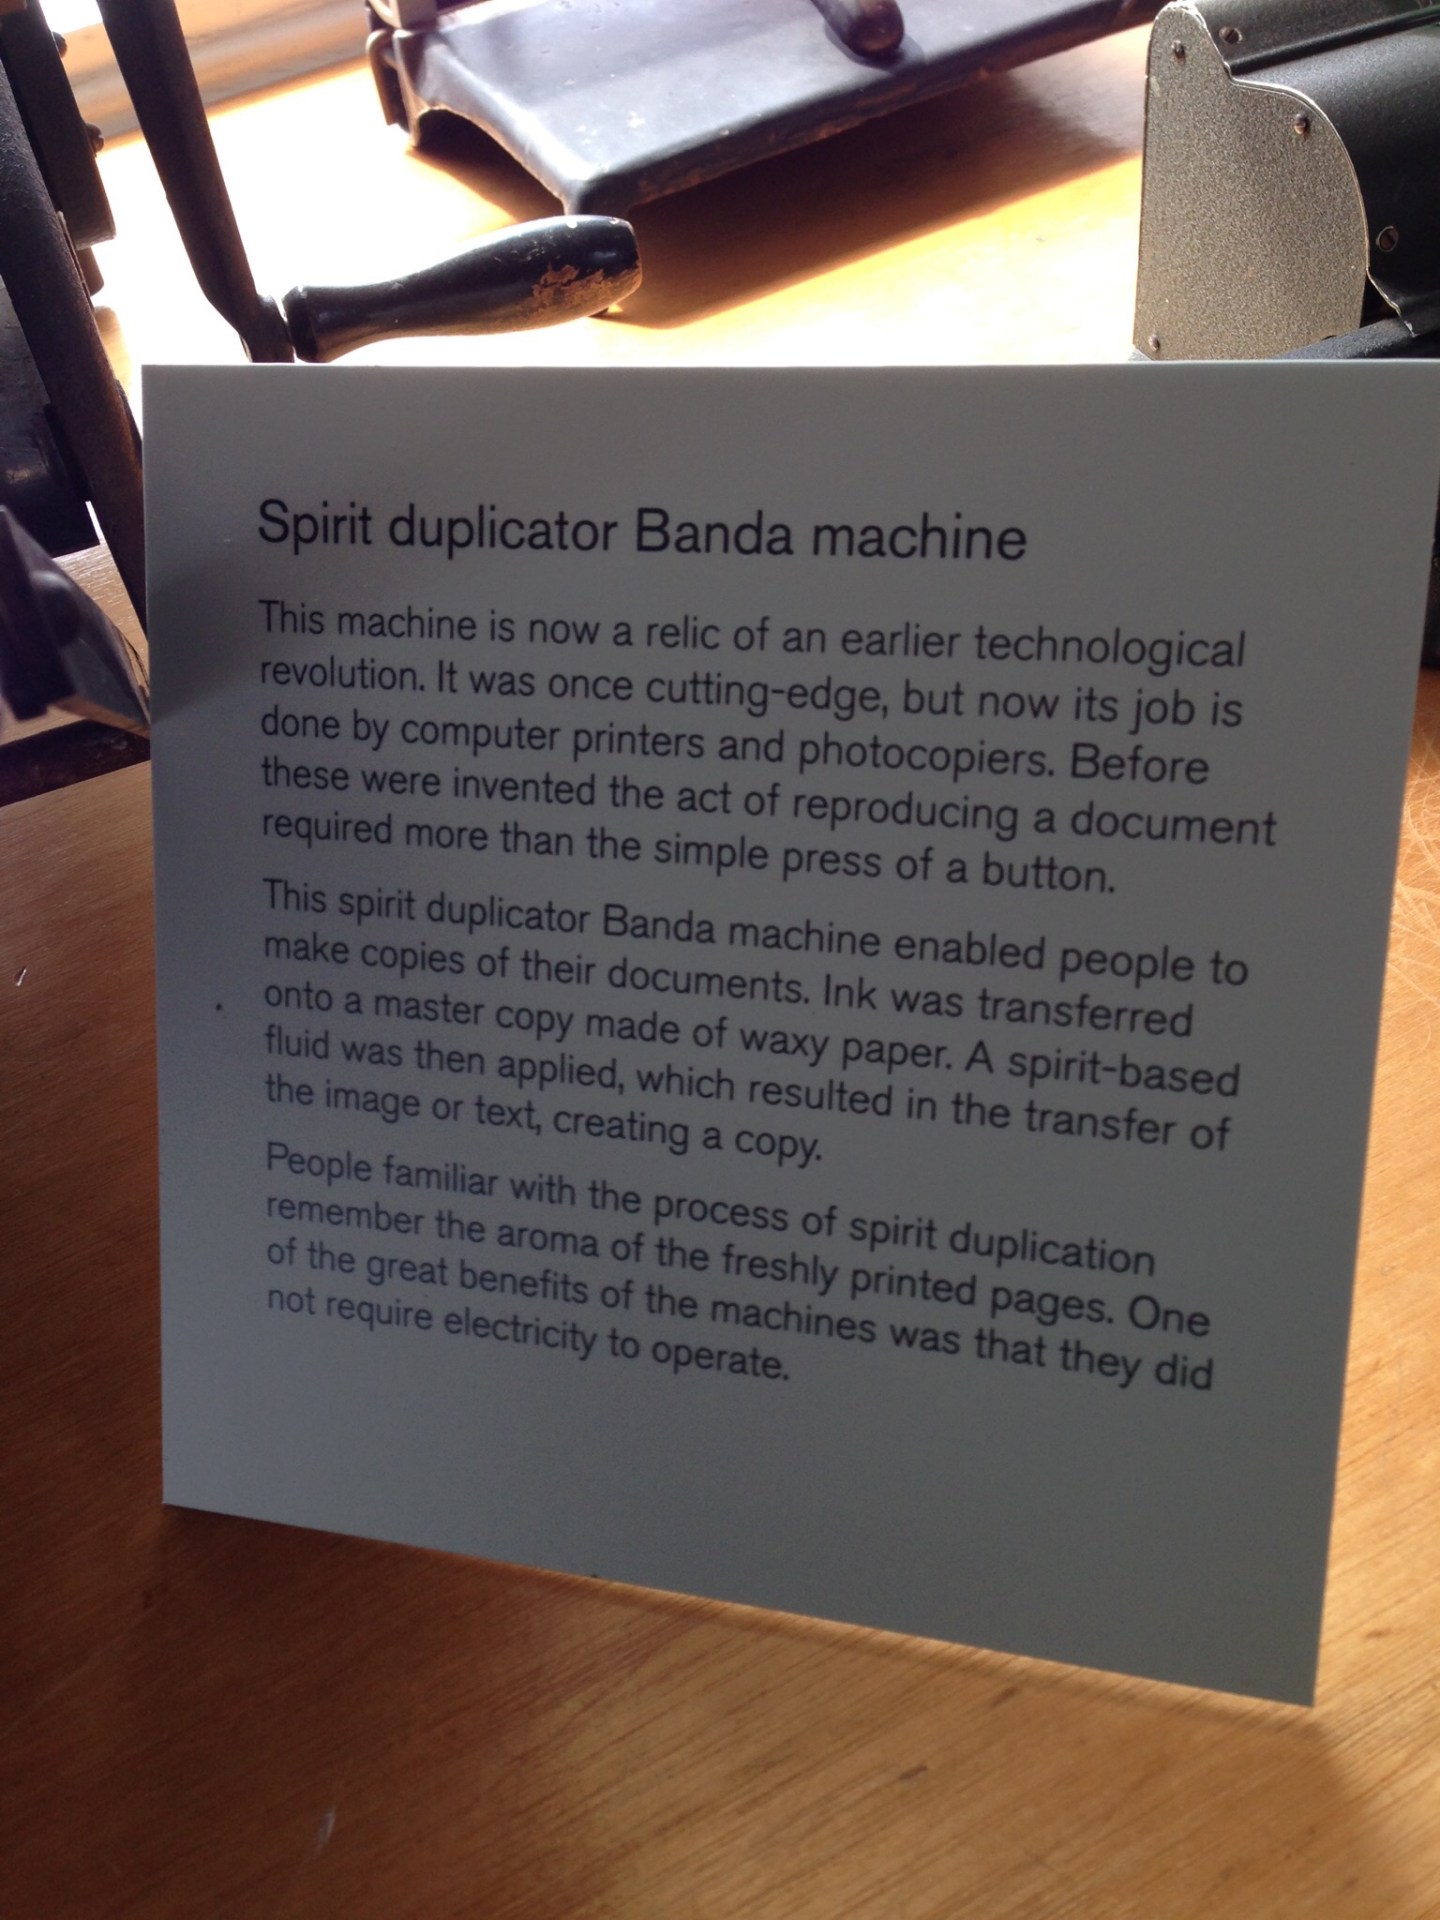 Spirit duplicator Banda machine
This machine is now a relic of an earlier technological
revolution. It was once cutting-edge, but now its job is
done by computer printers and photocopiers. Before
these were invented the act of reproducing a document
required more than the simple press of a button.
This spirit duplicator Banda machine enabled people to
make copies of their documents. Ink was transferred
onto a master copy made of waxy paper. A spirit-based
fluid was then applied, which resulted in the transfer of
the image or text, creating a copy.
People familiar with the process of spirit duplication
remember the aroma of the freshly printed pages. One
of the great benefits of the machines was that they did
not require electricity to operate.